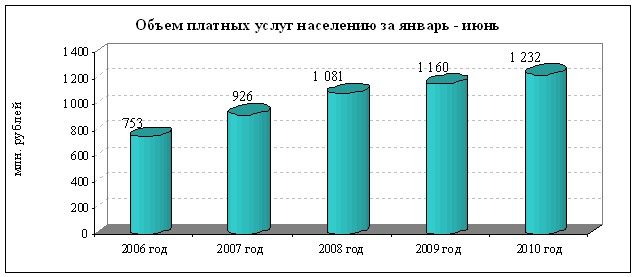 Объем платных услуг населению за январь - июнь
млн. рублей
1 400
1 200
1 000
800
600
400
200
0
753
926
1 081
1 160
1 232
2006 год
2007 год
2008 год
2009 год
2010 год